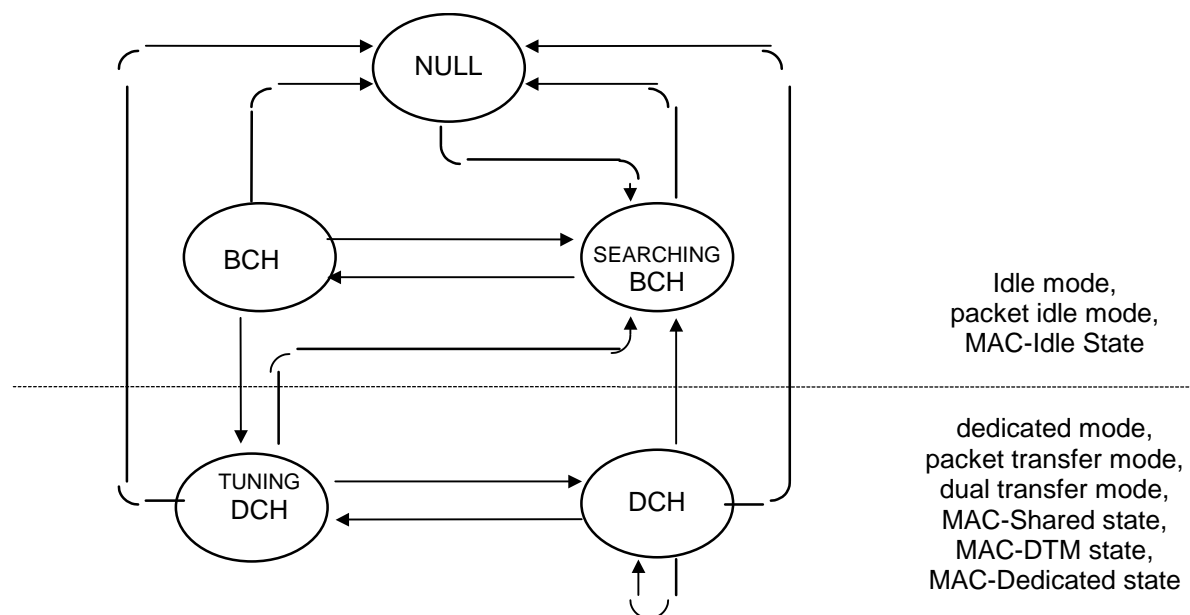 NULL
BCH
SEARCHING
BCH
Idle mode,
packet idle mode,
MAC-Idle State
TUNING
DCH
DCH
dedicated mode,
packet transfer mode,
dual transfer mode,
MAC-Shared state,
MAC-DTM state,
MAC-Dedicated state